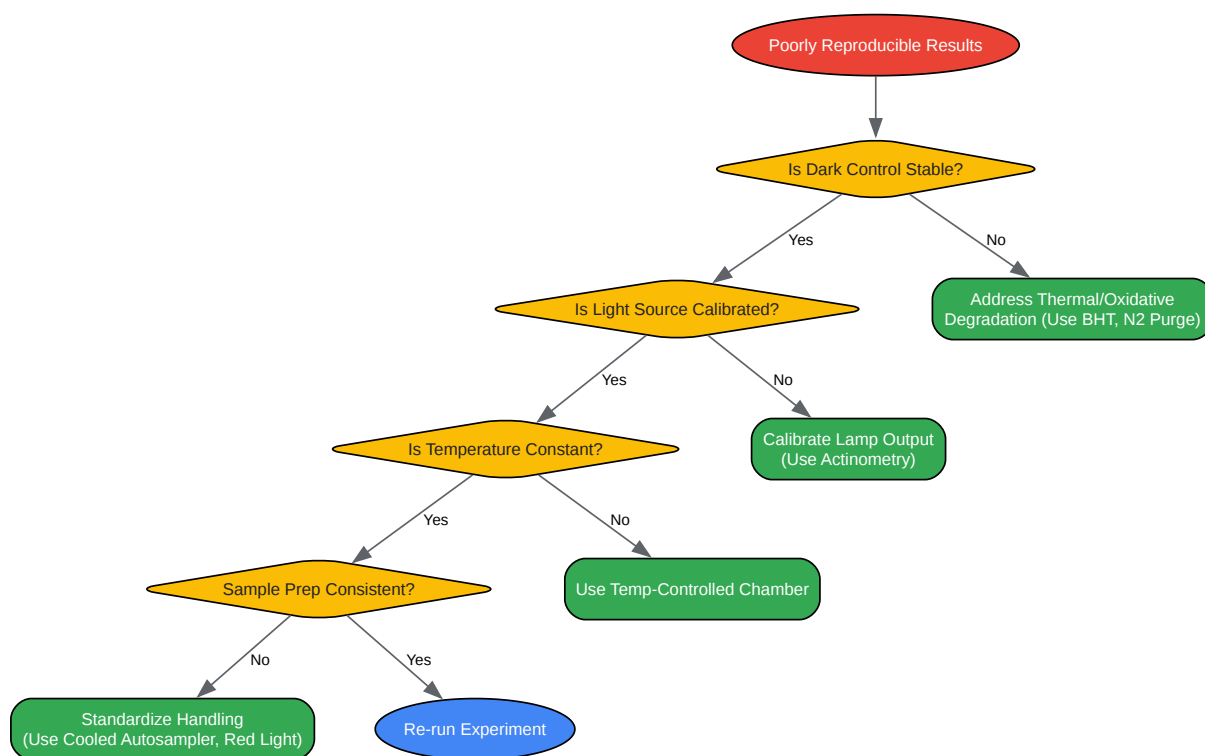 Poorly Reproducible Results
Is Dark Control Stable?
Yes
No
Is Light Source Calibrated?
Address Thermal/Oxidative
Degradation (Use BHT, N2 Purge)
Yes
No
Is Temperature Constant?
Calibrate Lamp Output
(Use Actinometry)
Yes
No
Sample Prep Consistent?
Use Temp-Controlled Chamber
No
Yes
Standardize Handling
(Use Cooled Autosampler, Red Light)
Re-run Experiment